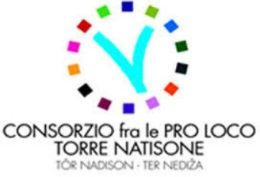 CONSORZIO fra le PRO LOCO
TORRE NATISONE
TÔR NADISON - TER NEDIŽA